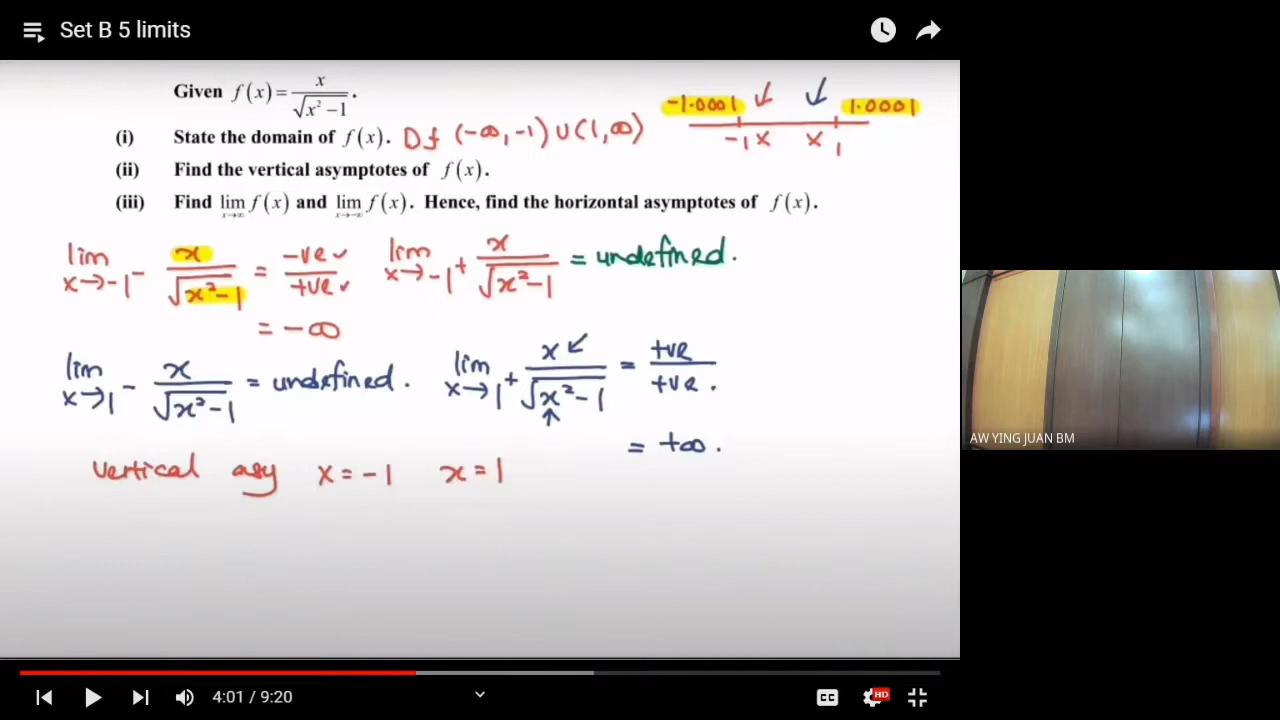 Set B 5 limits
Given f(x) = x / √(x² − 1) .
(i) State the domain of f(x). Df (-∞, -1) ∪ (1, ∞)
-1.0001 ↙ ↙ 1.0001
-1 x x 1
(ii) Find the vertical asymptotes of f(x).
(iii) Find lim x→∞ f(x) and lim x→−∞ f(x). Hence, find the horizontal asymptotes of f(x).
lim x→-1⁻ x / √(x²-1) = -ve ✓ / +ve ✓ lim x→-1⁺ x / √(x²-1) = undefined.
= -∞
lim x→1⁻ x / √(x²-1) = undefined. lim x→1⁺ x ↙ / √(x²-1) ↑ = +ve / +ve.
= +∞.
vertical asy x = -1 x = 1
AW YING JUAN BM
4:01 / 9:20
CC HD